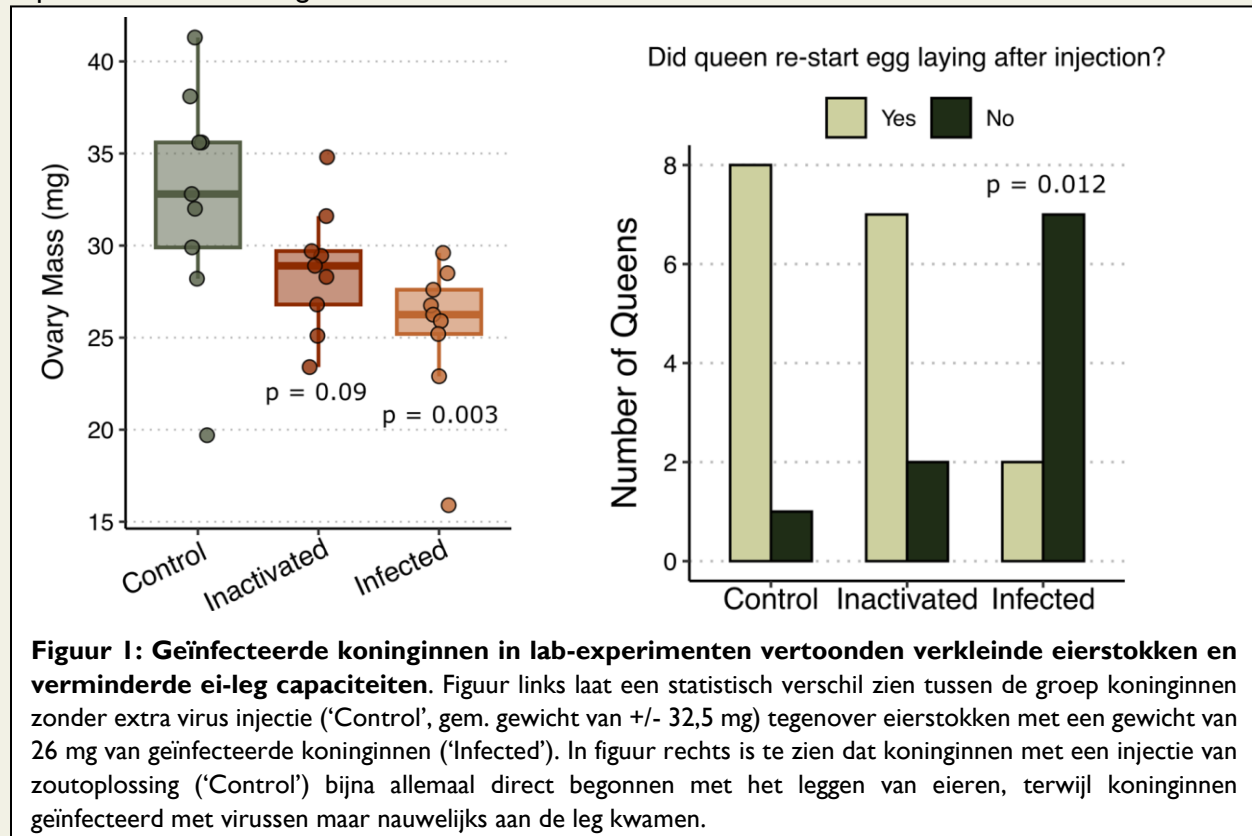 40
35
30
25
20
15
Ovary Mass (mg)
p = 0.09
p = 0.003
Control
Inactivated
Infected
Did queen re-start egg laying after injection?
Yes No
8
6
4
2
0
Number of Queens
p = 0.012
Control Inactivated Infected
Figuur 1: Geïnfecteerde koninginnen in lab-experimenten vertoonden verkleinde eierstokken en
verminderde ei-leg capaciteiten. Figuur links laat een statistisch verschil zien tussen de groep koninginnen
zonder extra virus injectie (‘Control’, gem. gewicht van +/- 32,5 mg) tegenover eierstokken met een gewicht van
26 mg van geïnfecteerde koninginnen (‘Infected’). In figuur rechts is te zien dat koninginnen met een injectie van
zoutoplossing (‘Control’) bijna allemaal direct begonnen met het leggen van eieren, terwijl koninginnen
geïnfecteerd met virussen maar nauwelijks aan de leg kwamen.